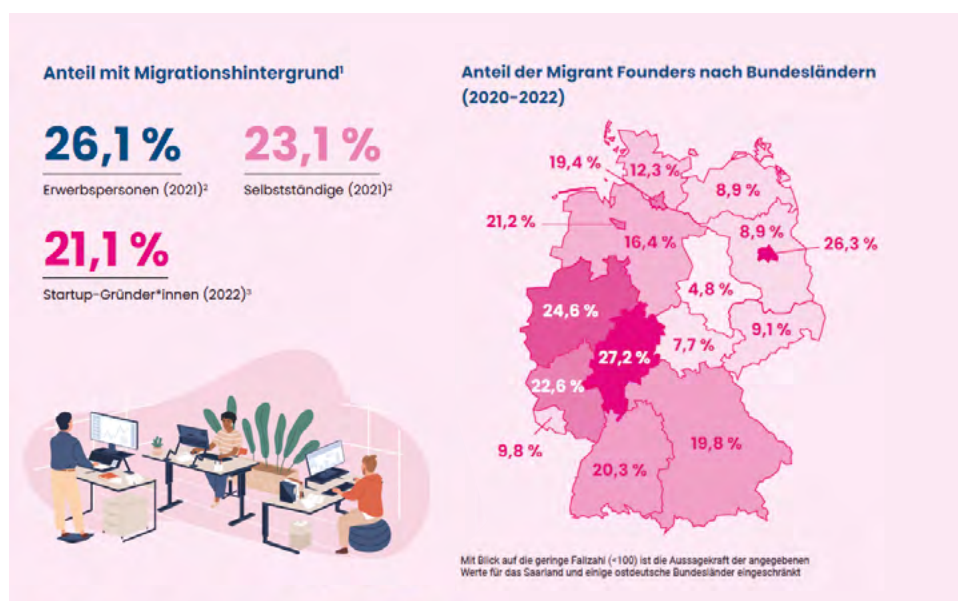 Anteil mit Migrationshintergrund¹
26,1 %
Erwerbspersonen (2021)²
23,1 %
Selbstständige (2021)²
21,1 %
Startup-Gründer*innen (2022)³
Anteil der Migrant Founders nach Bundesländern
(2020-2022)
19,4 %
12,3 %
8,9 %
21,2 %
16,4 %
8,9 %
26,3 %
4,8 %
24,6 %
9,1 %
7,7 %
27,2 %
22,6 %
9,8 %
19,8 %
20,3 %
Mit Blick auf die geringe Fallzahl (<100) ist die Aussagekraft der angegebenen
Werte für das Saarland und einige ostdeutsche Bundesländer eingeschränkt